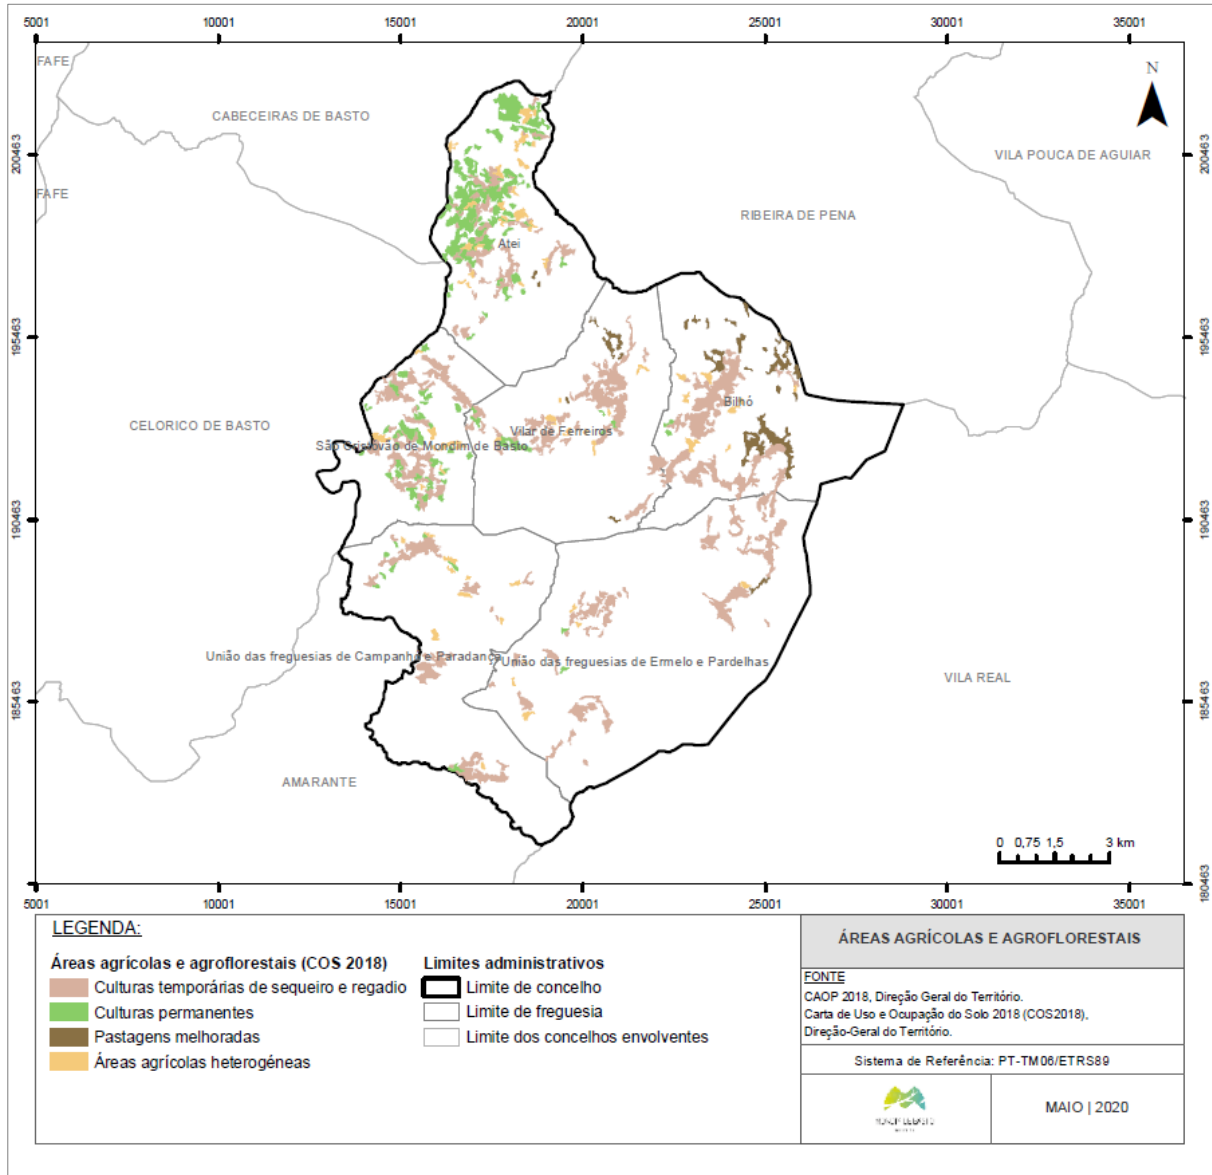 5001 10001 15001 20001 25001 30001 35001
FAFE
N
CABECEIRAS DE BASTO
200463 200463
VILA POUCA DE AGUIAR
FAFE
RIBEIRA DE PENA
Atei
195463 195463
Bilhó
CELORICO DE BASTO
Vilar de Ferreiros
São Cristóvão de Mondim de Basto
190463 190463
União das freguesias de Campanhó e Paradança
União das freguesias de Ermelo e Pardelhas
VILA REAL
185463 185463
AMARANTE
0 0,75 1,5 3 km
180463
5001 10001 15001 20001 25001 30001 35001
LEGENDA:
Áreas agrícolas e agroflorestais (COS 2018)
Culturas temporárias de sequeiro e regadio
Culturas permanentes
Pastagens melhoradas
Áreas agrícolas heterogéneas
Limites administrativos
Limite de concelho
Limite de freguesia
Limite dos concelhos envolventes
ÁREAS AGRÍCOLAS E AGROFLORESTAIS
FONTE
CAOP 2018, Direção Geral do Território.
Carta de Uso e Ocupação do Solo 2018 (COS2018),
Direção-Geral do Território.
Sistema de Referência: PT-TM06/ETRS89
MAIO | 2020